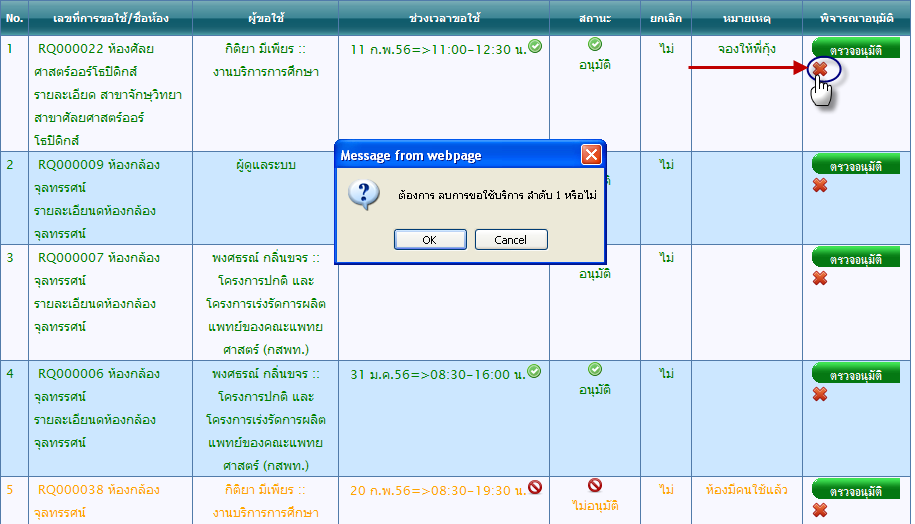 No. เลขที่การขอใช้/ชื่อห้อง ผู้ขอใช้ ช่วงเวลาขอใช้ สถานะ ยกเลิก หมายเหตุ พิจารณาอนุมัติ
1 RQ000022 ห้องศัลย กิติยา มีเพียร :: 11 ก.พ.56=>11:00-12:30 น. ไม่ จองให้พี่กุ้ง ตรวจอนุมัติ
ศาสตร์ออร์โธปิดิกส์ งานบริการการศึกษา อนุมัติ
รายละเอียด สาขาจักษุวิทยา
สาขาศัลยศาสตร์ออร์
โธปิดิกส์
Message from webpage
ต้องการ ลบการขอใช้บริการ ลำดับ 1 หรือไม่
OK Cancel
2 RQ000009 ห้องกล้อง ผู้ดูแลระบบ ไม่ ตรวจอนุมัติ
จุลทรรศน์
รายละเอียนดห้องกล้อง
จุลทรรศน์
3 RQ000007 ห้องกล้อง พงศธรณ์ กลิ่นขจร :: ไม่ ตรวจอนุมัติ
จุลทรรศน์ โครงการปกติ และ อนุมัติ
รายละเอียนดห้องกล้อง โครงการเร่งรัดการผลิต
จุลทรรศน์ แพทย์ของคณะแพทย
ศาสตร์ (กสพท.)
4 RQ000006 ห้องกล้อง พงศธรณ์ กลิ่นขจร :: 31 ม.ค.56=>08:30-16:00 น. ไม่ ตรวจอนุมัติ
จุลทรรศน์ โครงการปกติ และ อนุมัติ
รายละเอียนดห้องกล้อง โครงการเร่งรัดการผลิต
จุลทรรศน์ แพทย์ของคณะแพทย
ศาสตร์ (กสพท.)
5 RQ000038 ห้องกล้อง กิติยา มีเพียร :: 20 ก.พ.56=>08:30-19:30 น. ไม่ ห้องมีคนใช้แล้ว ตรวจอนุมัติ
จุลทรรศน์ งานบริการการศึกษา ไม่อนุมัติ